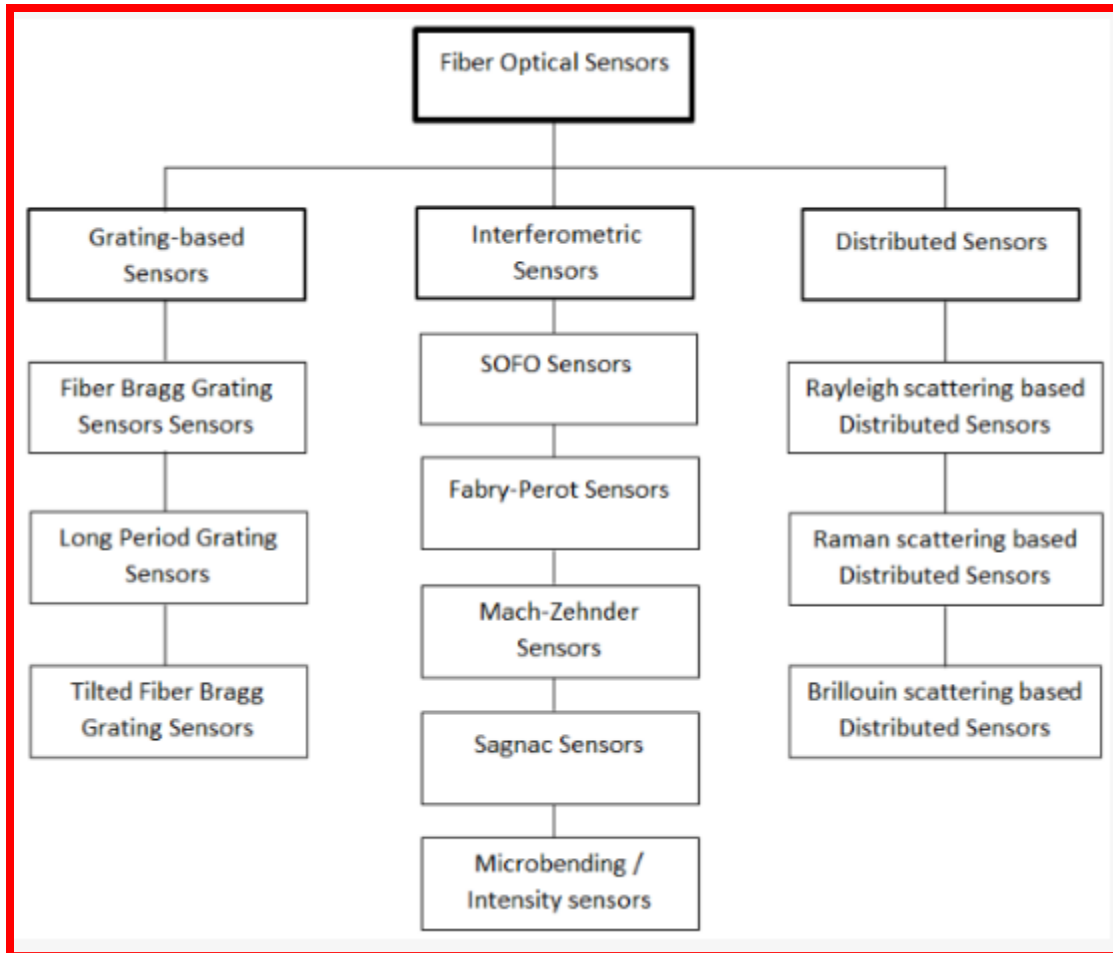 Fiber Optical Sensors
Grating-based
Sensors
Fiber Bragg Grating
Sensors Sensors
Long Period Grating
Sensors
Tilted Fiber Bragg
Grating Sensors
Interferometric
Sensors
SOFO Sensors
Fabry-Perot Sensors
Mach-Zehnder
Sensors
Sagnac Sensors
Microbending /
Intensity sensors
Distributed Sensors
Rayleigh scattering based
Distributed Sensors
Raman scattering based
Distributed Sensors
Brillouin scattering based
Distributed Sensors